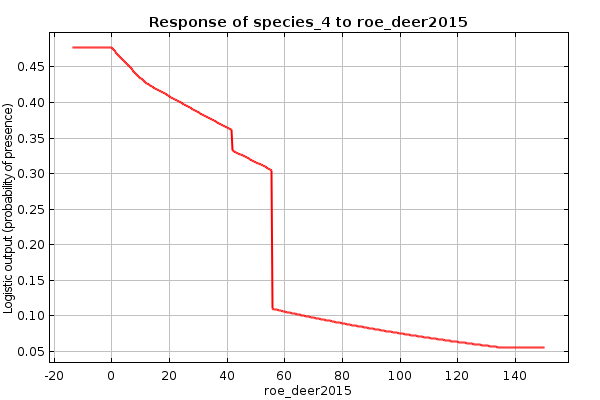 Response of species_4 to roe_deer2015
Logistic output (probability of presence)
0.45
0.40
0.35
0.30
0.25
0.20
0.15
0.10
0.05
-20 0 20 40 60 80 100 120 140
roe_deer2015